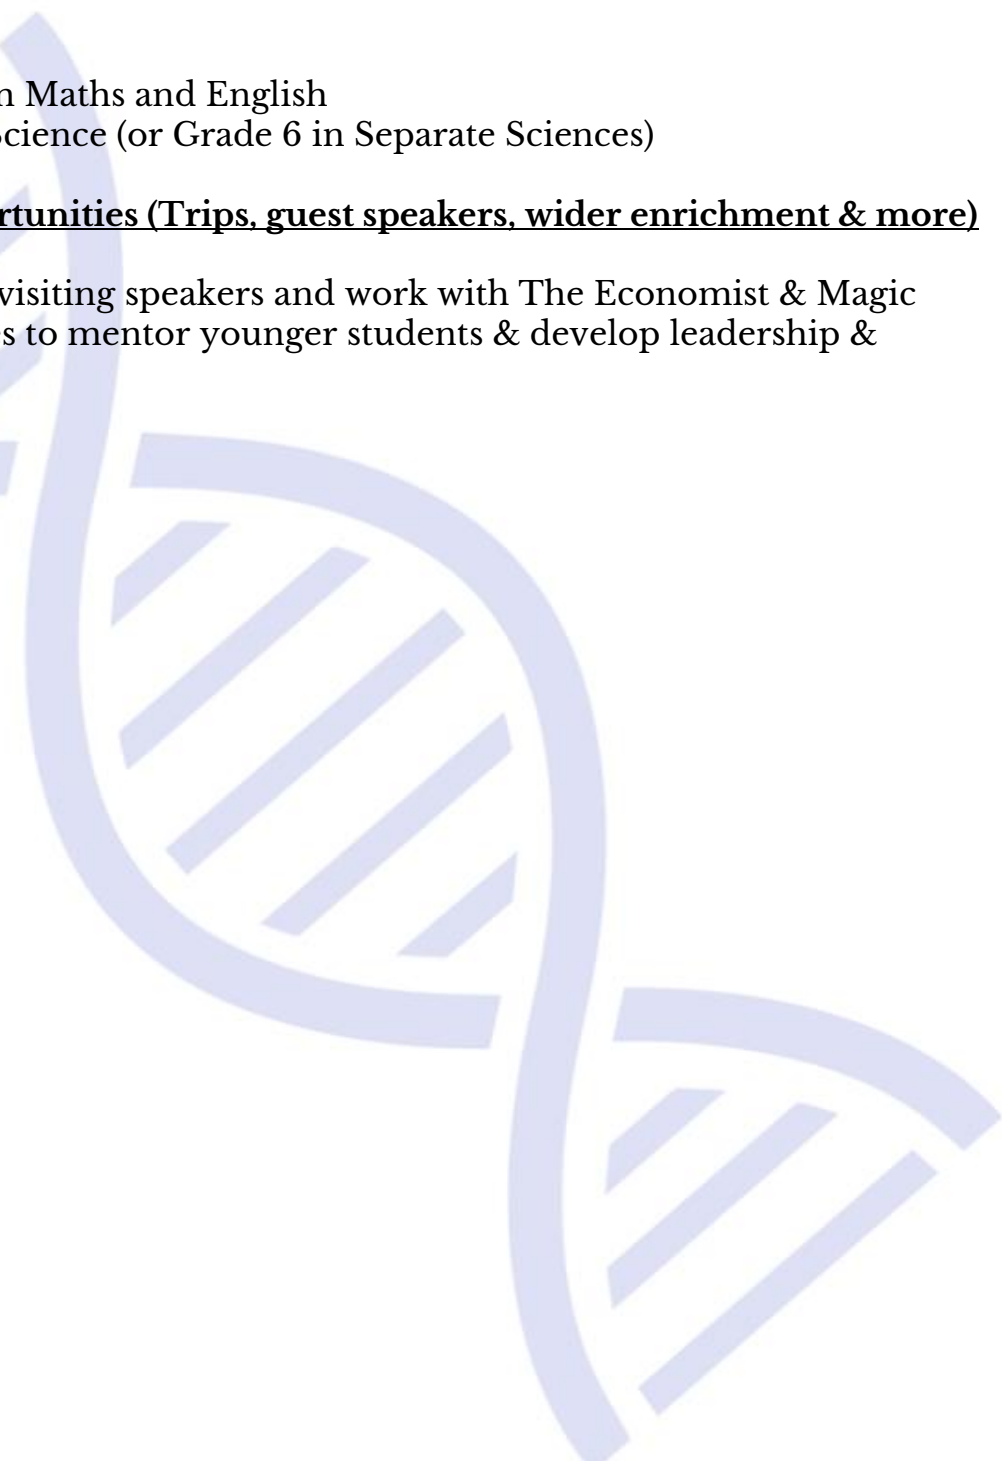 n Maths and English
Science (or Grade 6 in Separate Sciences)
rtunities (Trips, guest speakers, wider enrichment & more)
visiting speakers and work with The Economist & Magic
s to mentor younger students & develop leadership &